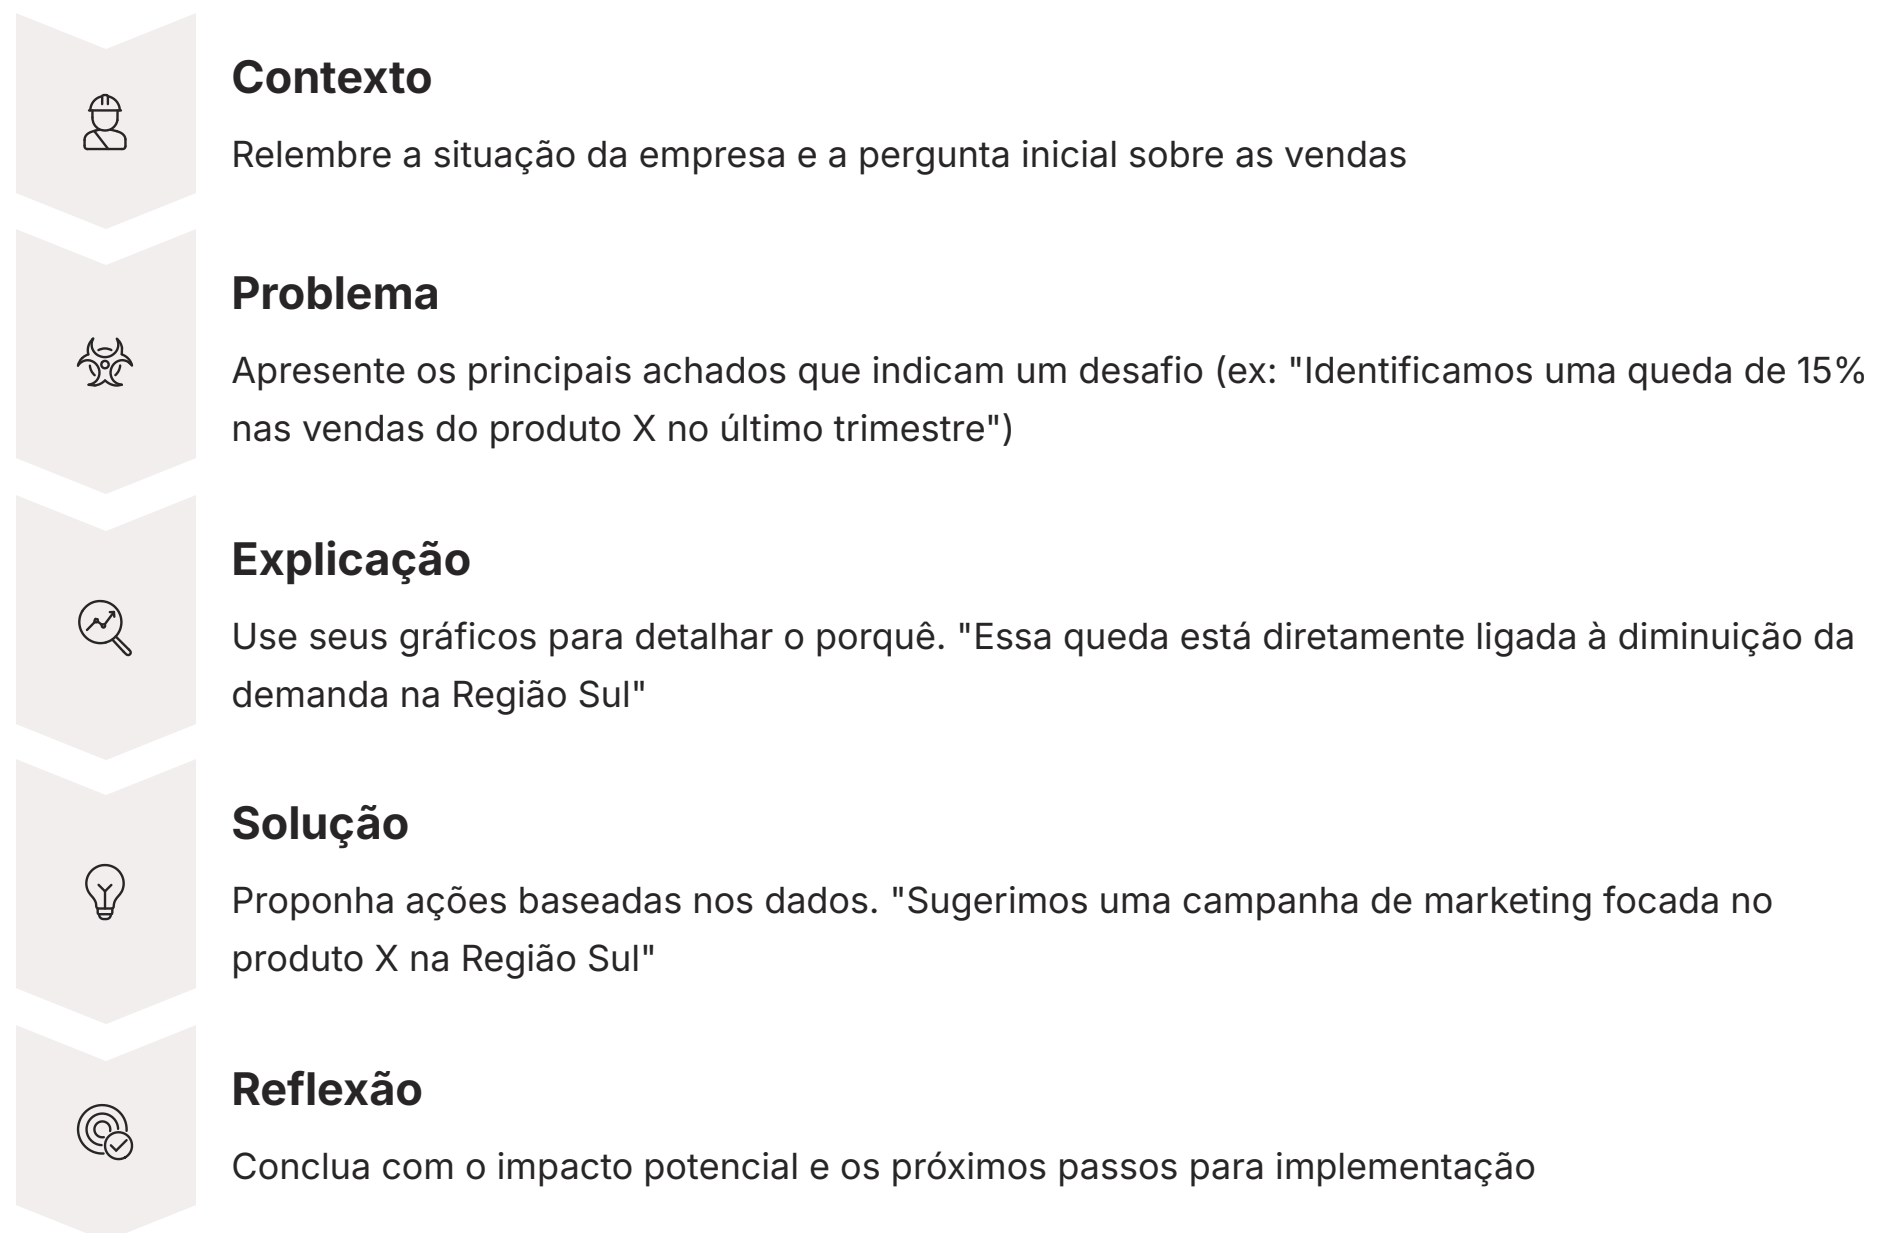 Contexto
Relembre a situação da empresa e a pergunta inicial sobre as vendas
Problema
Apresente os principais achados que indicam um desafio (ex: "Identificamos uma queda de 15%
nas vendas do produto X no último trimestre")
Explicação
Use seus gráficos para detalhar o porquê. "Essa queda está diretamente ligada à diminuição da
demanda na Região Sul"
Solução
Proponha ações baseadas nos dados. "Sugerimos uma campanha de marketing focada no
produto X na Região Sul"
Reflexão
Conclua com o impacto potencial e os próximos passos para implementação